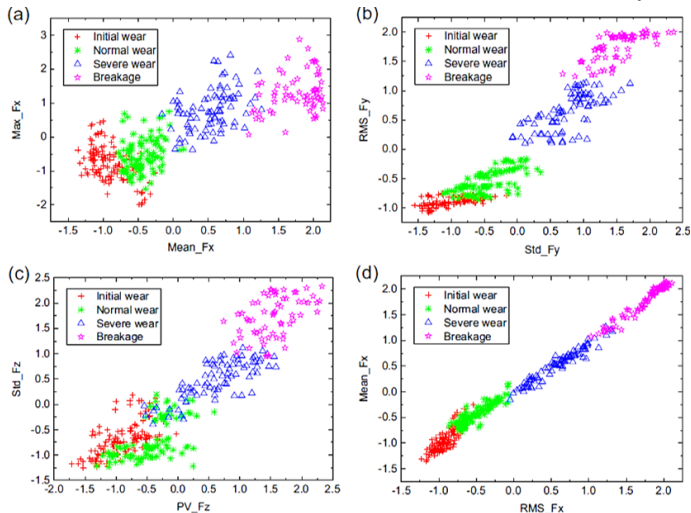 (a)
Initial wear
Normal wear
Severe wear
Breakage
3
2
1
0
-1
-2
Max_Fx
-1.5 -1.0 -0.5 0.0 0.5 1.0 1.5 2.0
Mean_Fx
(b)
Initial wear
Normal wear
Severe wear
Breakage
2.0
1.5
1.0
0.5
0.0
-0.5
-1.0
RMS_Fy
-1.5 -1.0 -0.5 0.0 0.5 1.0 1.5 2.0 2.5
Std_Fy
(c)
Initial wear
Normal wear
Severe wear
Breakage
2.5
2.0
1.5
1.0
0.5
0.0
-0.5
-1.0
-1.5
Std_Fz
-2.0 -1.5 -1.0 -0.5 0.0 0.5 1.0 1.5 2.0 2.5
PV_Fz
(d)
Initial wear
Normal wear
Severe wear
Breakage
2.0
1.5
1.0
0.5
0.0
-0.5
-1.0
-1.5
Mean_Fx
-1.5 -1.0 -0.5 0.0 0.5 1.0 1.5 2.0
RMS_Fx